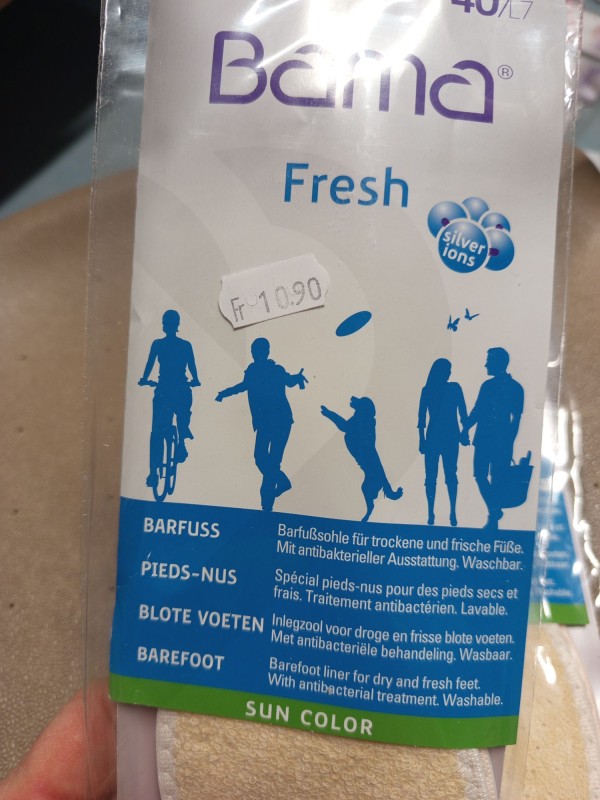 40/
Bama®
Fresh
silver
ions
Fr 10.90
BARFUSS
Barfußsohle für trockene und frische Füße.
Mit antibakterieller Ausstattung. Waschbar.
PIEDS-NUS
Spécial pieds-nus pour des pieds secs et
frais. Traitement antibactérien. Lavable.
BLOTE VOETEN
Inlegzool voor droge en frisse blote voeten.
Met antibacteriële behandeling. Wasbaar.
BAREFOOT
Barefoot liner for dry and fresh feet.
With antibacterial treatment. Washable.
SUN COLOR